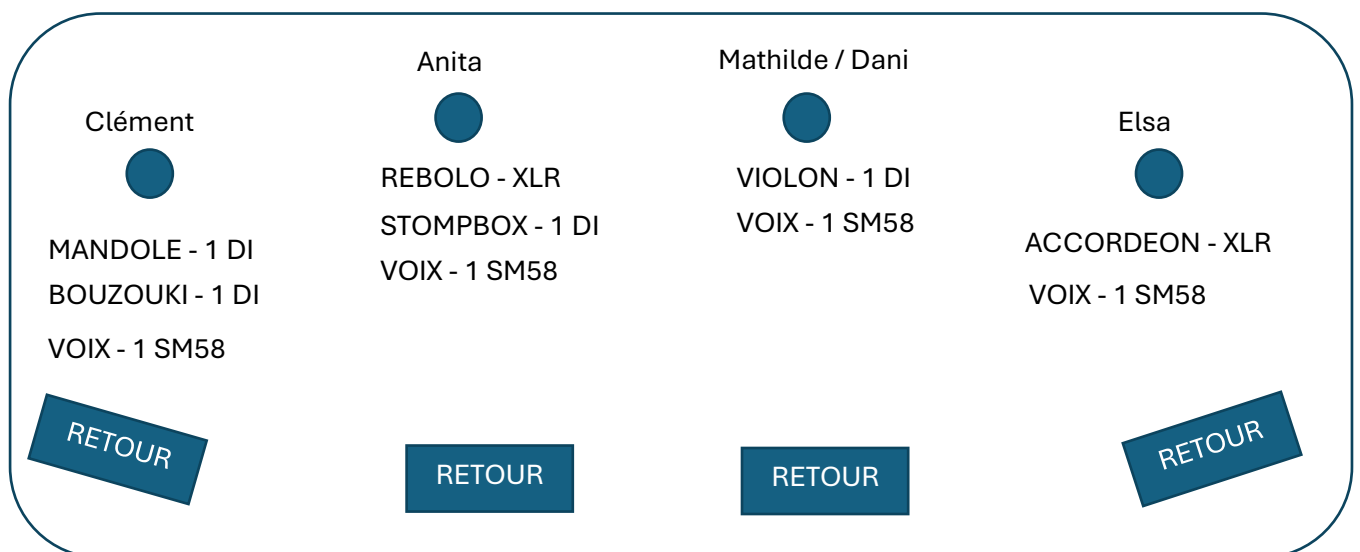 Clément
MANDOLE - 1 DI
BOUZOUKI - 1 DI
VOIX - 1 SM58
RETOUR
Anita
REBOLO - XLR
STOMPBOX - 1 DI
VOIX - 1 SM58
RETOUR
Mathilde / Dani
VIOLON - 1 DI
VOIX - 1 SM58
RETOUR
Elsa
ACCORDEON - XLR
VOIX - 1 SM58
RETOUR